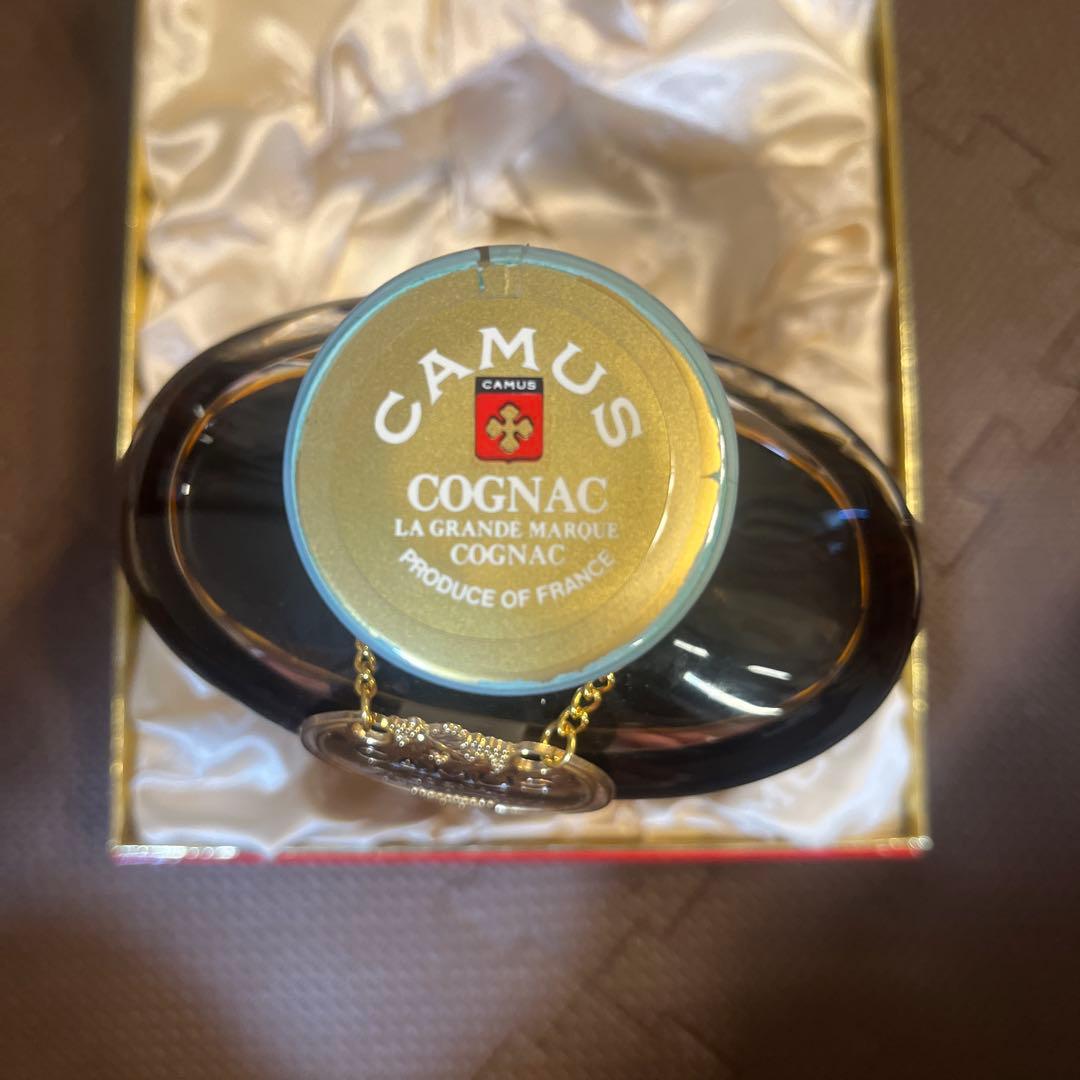 CAMUS
CAMUS
COGNAC
LA GRANDE MARQUE
COGNAC
PRODUCE OF FRANCE